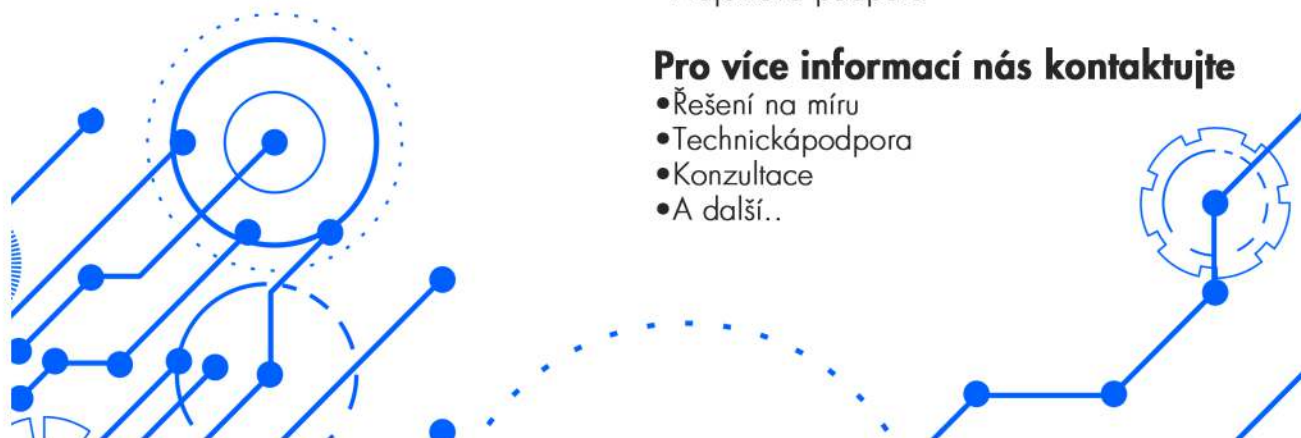 Pro více informací nás kontaktujte
•Řešení na míru
•Technickápodpora
•Konzultace
•A další..